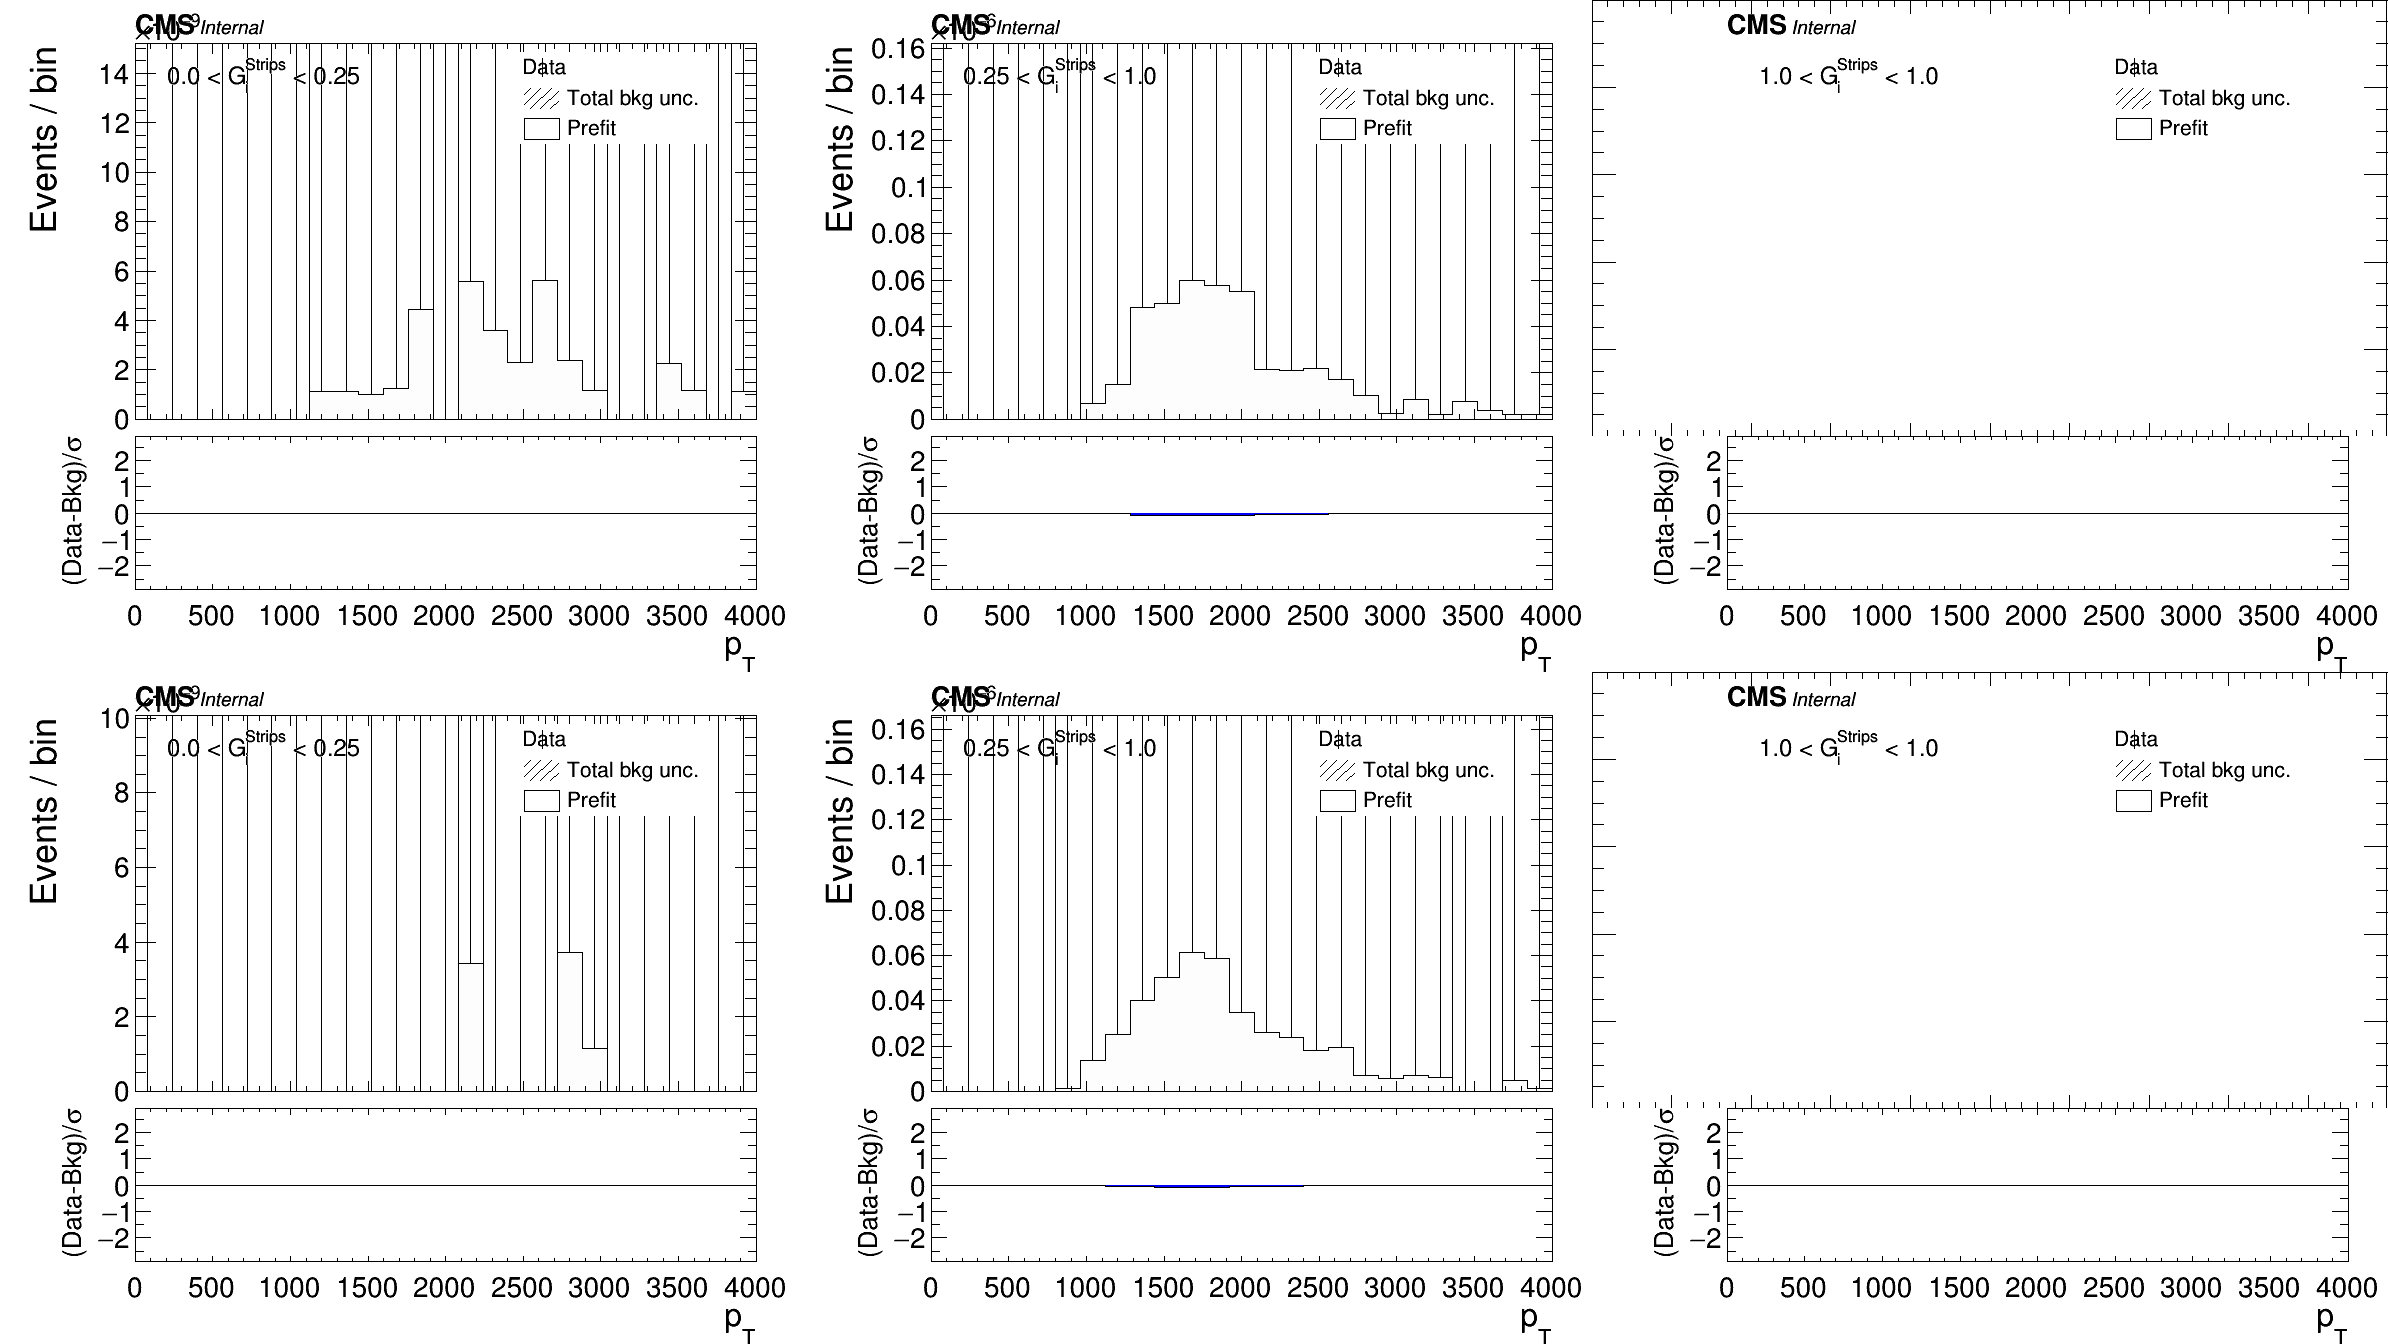 CMS Internal
Events / bin
0.0 < G_i^Strips < 0.25
Data
Total bkg unc.
Prefit
14
12
10
8
6
4
2
0
(Data-Bkg)/σ
2
1
0
−1
−2
0 500 1000 1500 2000 2500 3000 3500 4000
p_T
CMS Internal
Events / bin
0.25 < G_i^Strips < 1.0
Data
Total bkg unc.
Prefit
0.16
0.14
0.12
0.1
0.08
0.06
0.04
0.02
0
(Data-Bkg)/σ
2
1
0
−1
−2
0 500 1000 1500 2000 2500 3000 3500 4000
p_T
CMS Internal
1.0 < G_i^Strips < 1.0
Data
Total bkg unc.
Prefit
(Data-Bkg)/σ
2
1
0
−1
−2
0 500 1000 1500 2000 2500 3000 3500 4000
p_T
CMS Internal
Events / bin
0.0 < G_i^Strips < 0.25
Data
Total bkg unc.
Prefit
10
8
6
4
2
0
(Data-Bkg)/σ
2
1
0
−1
−2
0 500 1000 1500 2000 2500 3000 3500 4000
p_T
CMS Internal
Events / bin
0.25 < G_i^Strips < 1.0
Data
Total bkg unc.
Prefit
0.16
0.14
0.12
0.1
0.08
0.06
0.04
0.02
0
(Data-Bkg)/σ
2
1
0
−1
−2
0 500 1000 1500 2000 2500 3000 3500 4000
p_T
CMS Internal
1.0 < G_i^Strips < 1.0
Data
Total bkg unc.
Prefit
(Data-Bkg)/σ
2
1
0
−1
−2
0 500 1000 1500 2000 2500 3000 3500 4000
p_T